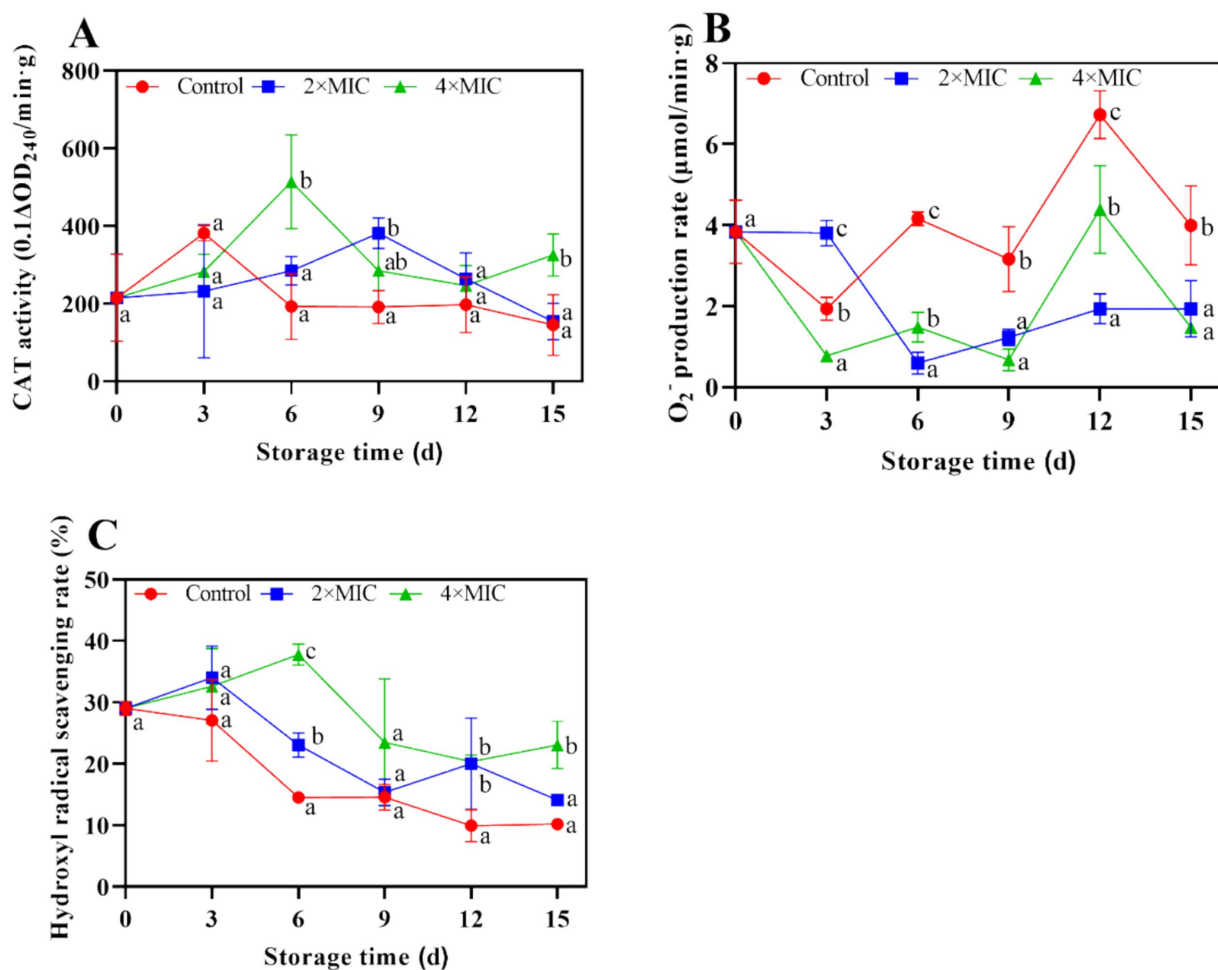 A
CAT activity (0.1ΔOD₂₄₀/min·g)
800
600
400
200
0
Control 2×MIC 4×MIC
a
a
a
a
b
a
a
b
ab
a
a
a
a
b
a
a
0 3 6 9 12 15
Storage time (d)
B
O₂⁻ production rate (μmol/min·g)
8
6
4
2
0
Control 2×MIC 4×MIC
a
c
b
a
c
b
a
b
a
a
c
b
a
b
a
a
0 3 6 9 12 15
Storage time (d)
C
Hydroxyl radical scavenging rate (%)
50
40
30
20
10
0
Control 2×MIC 4×MIC
a
a
a
a
c
b
a
a
a
a
b
b
a
b
a
a
0 3 6 9 12 15
Storage time (d)